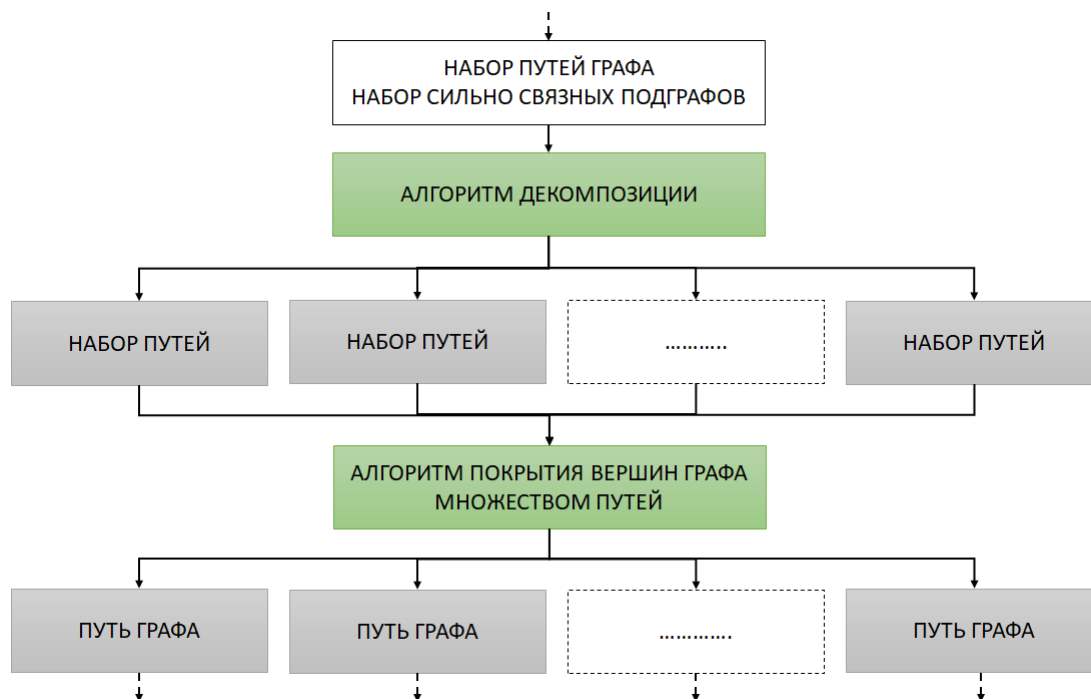 НАБОР ПУТЕЙ ГРАФА
НАБОР СИЛЬНО СВЯЗНЫХ ПОДГРАФОВ
АЛГОРИТМ ДЕКОМПОЗИЦИИ
НАБОР ПУТЕЙ
НАБОР ПУТЕЙ
………..
НАБОР ПУТЕЙ
АЛГОРИТМ ПОКРЫТИЯ ВЕРШИН ГРАФА
МНОЖЕСТВОМ ПУТЕЙ
ПУТЬ ГРАФА
ПУТЬ ГРАФА
………….
ПУТЬ ГРАФА